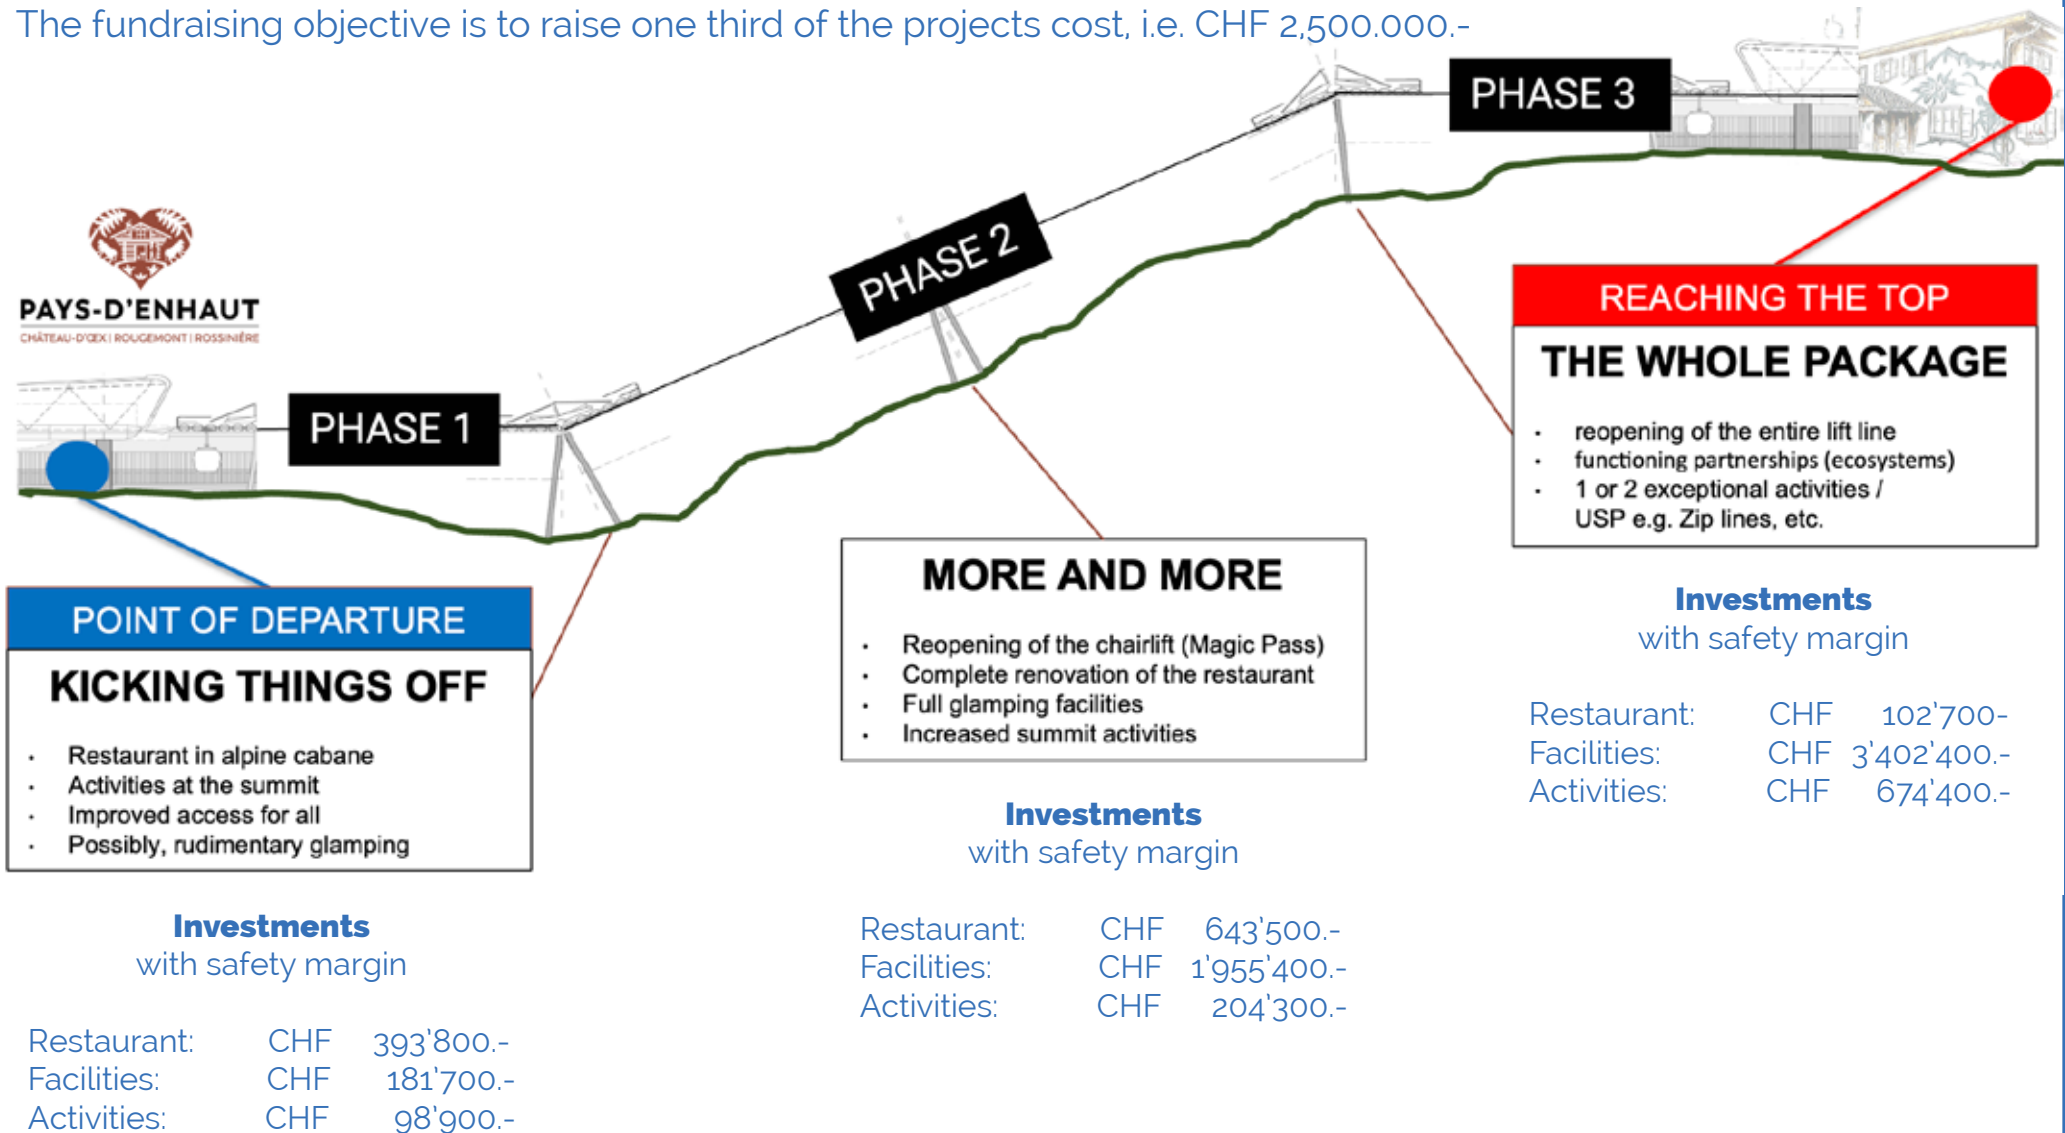 The fundraising objective is to raise one third of the projects cost, i.e. CHF 2,500.000.-
PHASE 3
PHASE 2
PHASE 1
PAYS-D'ENHAUT
CHÂTEAU-D'ŒX | ROUGEMONT | ROSSINIÈRE
POINT OF DEPARTURE
KICKING THINGS OFF
· Restaurant in alpine cabane
· Activities at the summit
· Improved access for all
· Possibly, rudimentary glamping
Investments
with safety margin
Restaurant: CHF 393'800.-
Facilities: CHF 181'700.-
Activities: CHF 98'900.-
MORE AND MORE
· Reopening of the chairlift (Magic Pass)
· Complete renovation of the restaurant
· Full glamping facilities
· Increased summit activities
Investments
with safety margin
Restaurant: CHF 643'500.-
Facilities: CHF 1'955'400.-
Activities: CHF 204'300.-
REACHING THE TOP
THE WHOLE PACKAGE
· reopening of the entire lift line
· functioning partnerships (ecosystems)
· 1 or 2 exceptional activities /
USP e.g. Zip lines, etc.
Investments
with safety margin
Restaurant: CHF 102'700-
Facilities: CHF 3'402'400.-
Activities: CHF 674'400.-